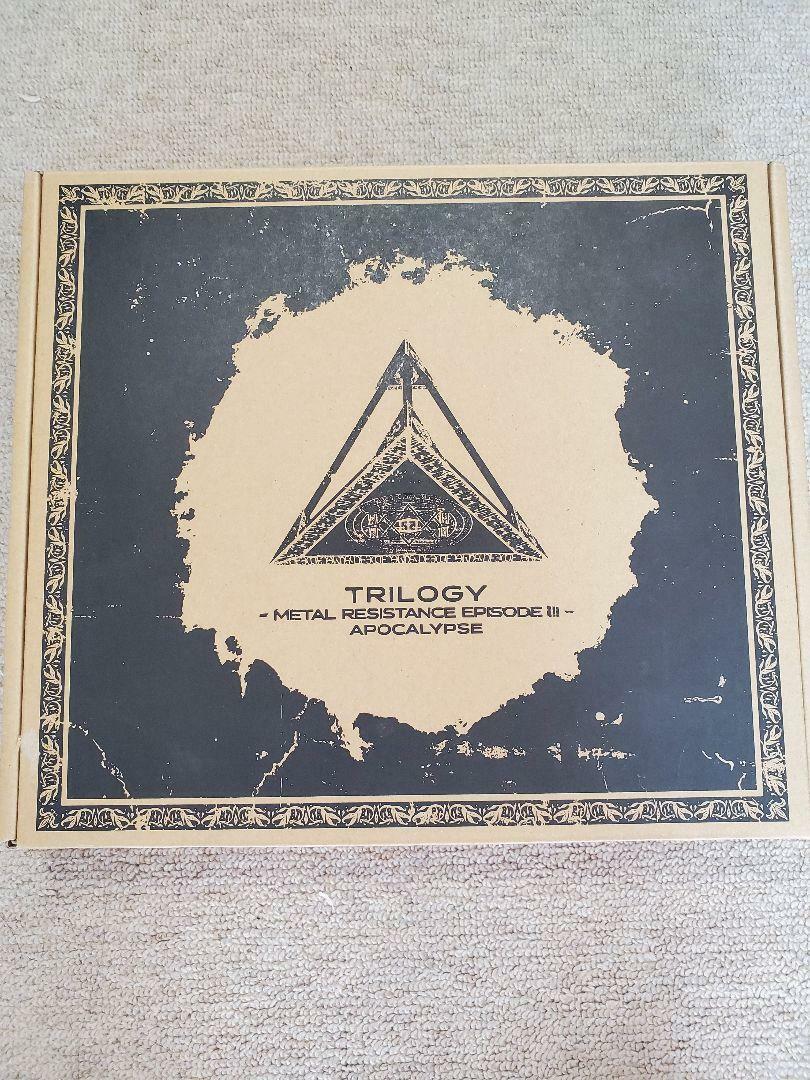 TRILOGY
- METAL RESISTANCE EPISODE III -
APOCALYPSE